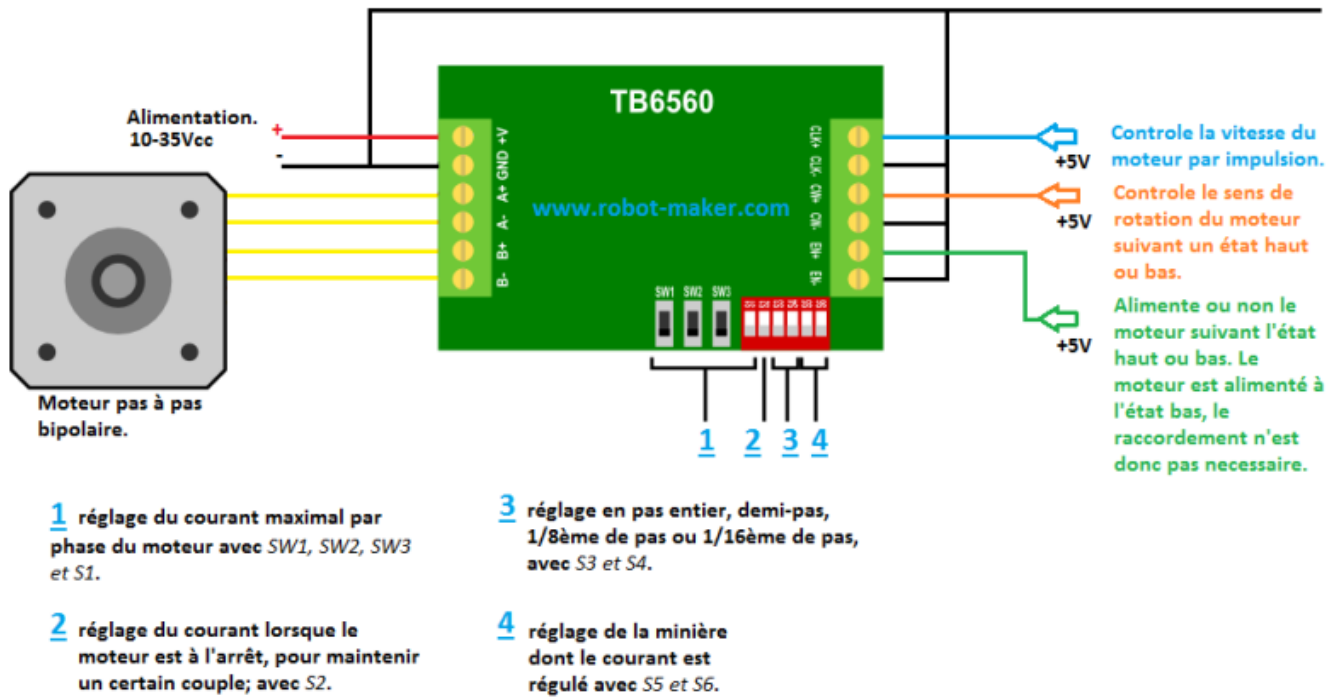 TB6560
www.robot-maker.com
Alimentation.
10-35Vcc
+
-
+V
GND
A+
A-
B+
B-
CLK+
CLK-
CW+
CW-
EN+
EN-
SW1 SW2 SW3
+5V
Controle la vitesse du
moteur par impulsion.
+5V
Controle le sens de
rotation du moteur
suivant un état haut
ou bas.
+5V
Alimente ou non le
moteur suivant l'état
haut ou bas. Le
moteur est alimenté à
l'état bas, le
raccordement n'est
donc pas necessaire.
Moteur pas à pas
bipolaire.
1 2 3 4
1 réglage du courant maximal par
phase du moteur avec SW1, SW2, SW3
et S1.
2 réglage du courant lorsque le
moteur est à l'arrêt, pour maintenir
un certain couple; avec S2.
3 réglage en pas entier, demi-pas,
1/8ème de pas ou 1/16ème de pas,
avec S3 et S4.
4 réglage de la minière
dont le courant est
régulé avec S5 et S6.